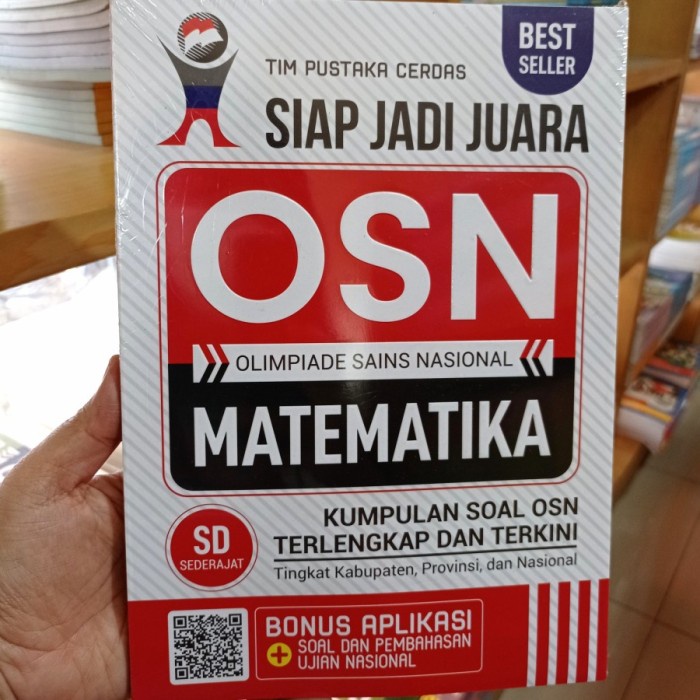 BEST
SELLER
TIM PUSTAKA CERDAS
SIAP JADI JUARA
OSN
OLIMPIADE SAINS NASIONAL
MATEMATIKA
KUMPULAN SOAL OSN
TERLENGKAP DAN TERKINI
Tingkat Kabupaten, Provinsi, dan Nasional
SD
SEDERAJAT
BONUS APLIKASI
+ SOAL DAN PEMBAHASAN
UJIAN NASIONAL